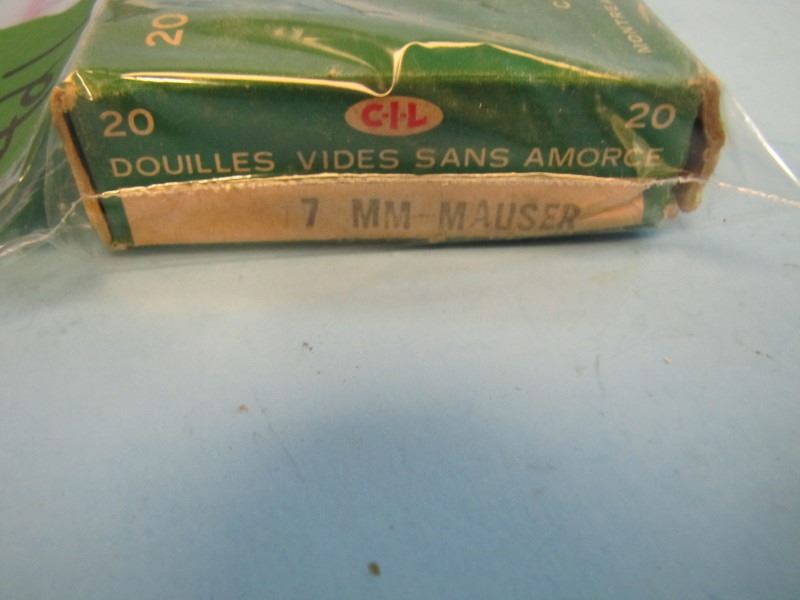 20
20 C-I-L 20
DOUILLES VIDES SANS AMORCE
7 MM-MAUSER